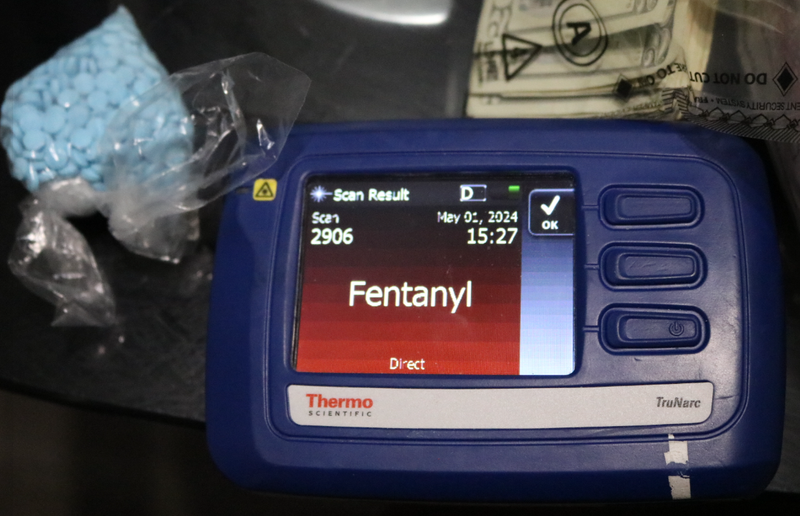 A
DO NOT CUT
Scan Result
D
Scan
May 01, 2024
2906
15:27
OK
Fentanyl
Direct
Thermo
SCIENTIFIC
TruNarc